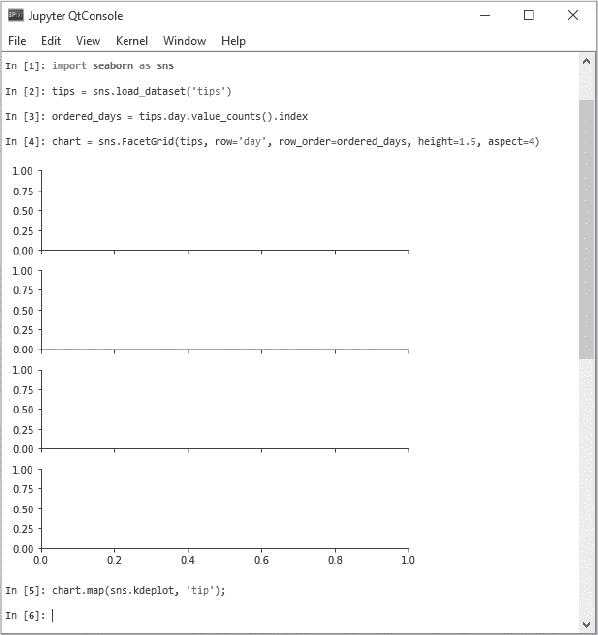 Jupyter QtConsole
File Edit View Kernel Window Help
In [1]: import seaborn as sns
In [2]: tips = sns.load_dataset('tips')
In [3]: ordered_days = tips.day.value_counts().index
In [4]: chart = sns.FacetGrid(tips, row='day', row_order=ordered_days, height=1.5, aspect=4)
1.00
0.75
0.50
0.25
0.00
1.00
0.75
0.50
0.25
0.00
1.00
0.75
0.50
0.25
0.00
1.00
0.75
0.50
0.25
0.00
0.0 0.2 0.4 0.6 0.8 1.0
In [5]: chart.map(sns.kdeplot, 'tip');
In [6]: